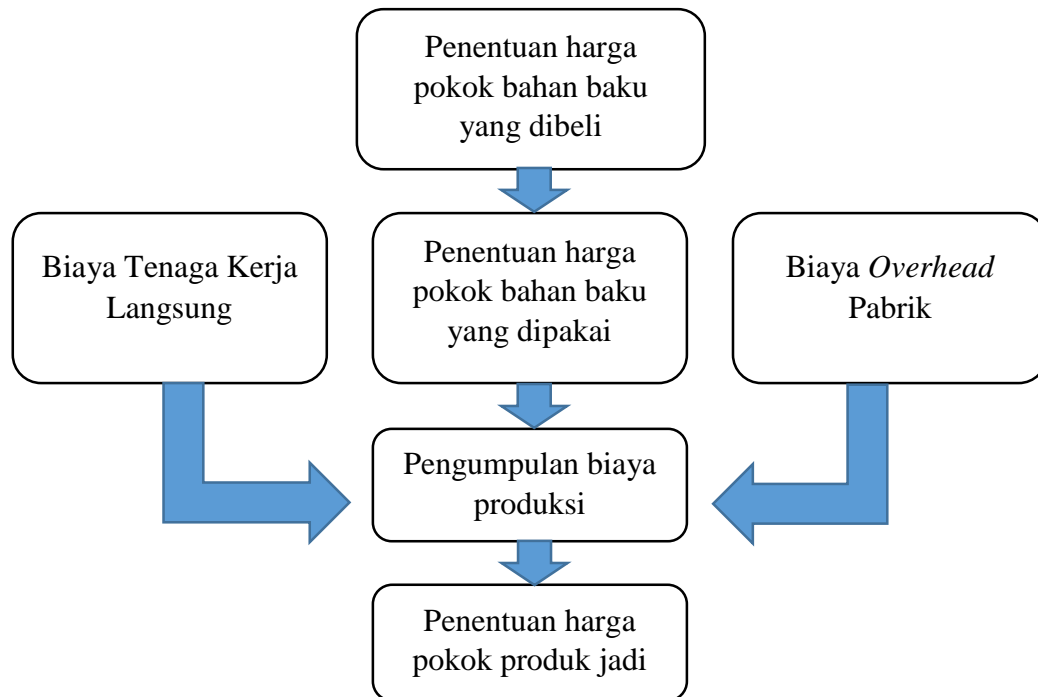 Penentuan harga
pokok bahan baku
yang dibeli
Biaya Tenaga Kerja
Langsung
Penentuan harga
pokok bahan baku
yang dipakai
Biaya Overhead
Pabrik
Pengumpulan biaya
produksi
Penentuan harga
pokok produk jadi